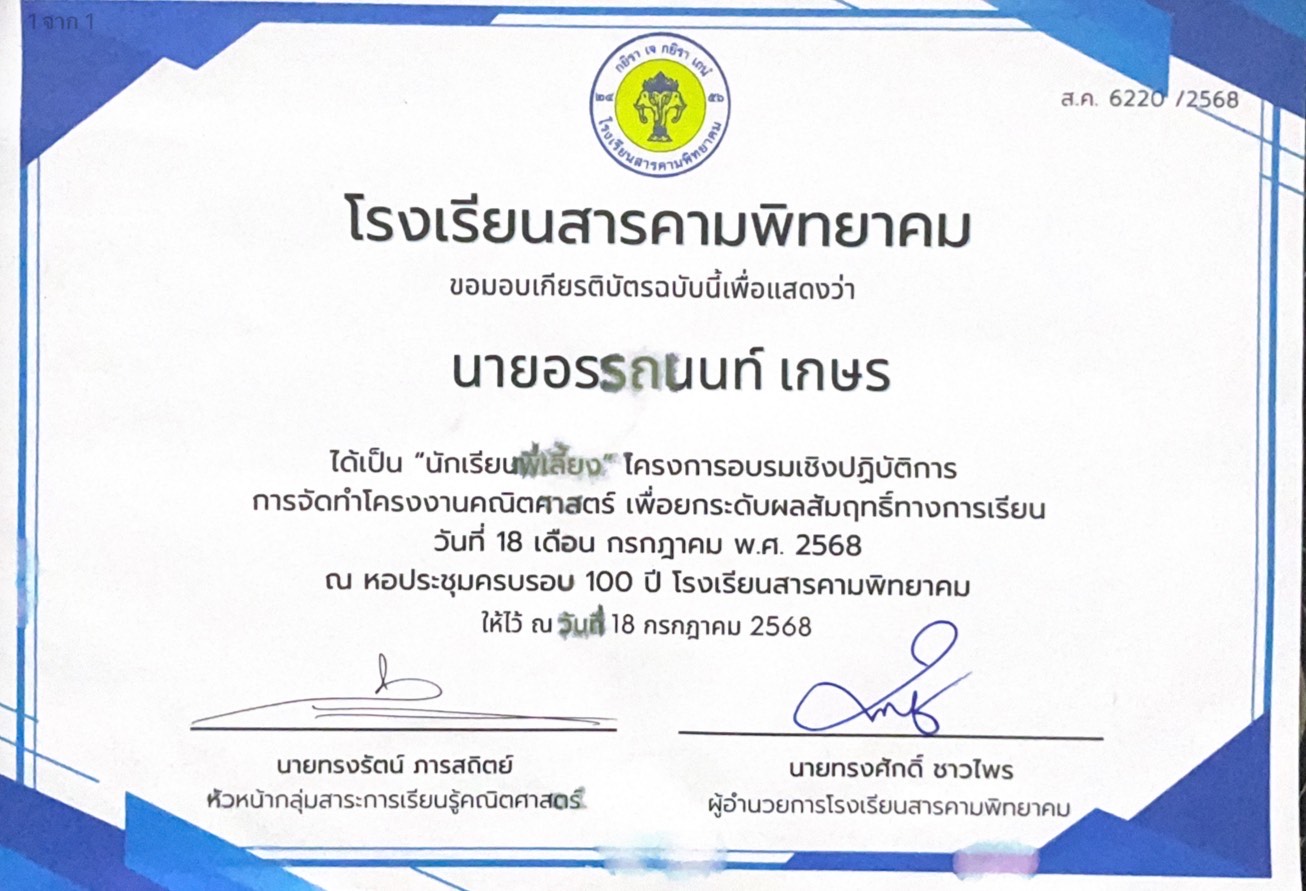 1 จาก 1
กยิรา เจ กยิราเถนํ
๒๔ ๕๖
โรงเรียนสารคามพิทยาคม
ส.ค. 6220 /2568
โรงเรียนสารคามพิทยาคม
ขอมอบเกียรติบัตรฉบับนี้เพื่อแสดงว่า
นายอรรถนนท์ เกษร
ได้เป็น “นักเรียนพี่เลี้ยง” โครงการอบรมเชิงปฏิบัติการ
การจัดทำโครงงานคณิตศาสตร์ เพื่อยกระดับผลสัมฤทธิ์ทางการเรียน
วันที่ 18 เดือน กรกฎาคม พ.ศ. 2568
ณ หอประชุมครบรอบ 100 ปี โรงเรียนสารคามพิทยาคม
ให้ไว้ ณ วันที่ 18 กรกฎาคม 2568
นายทรงรัตน์ ภารสถิตย์
หัวหน้ากลุ่มสาระการเรียนรู้คณิตศาสตร์
นายทรงศักดิ์ ชาวไพร
ผู้อำนวยการโรงเรียนสารคามพิทยาคม